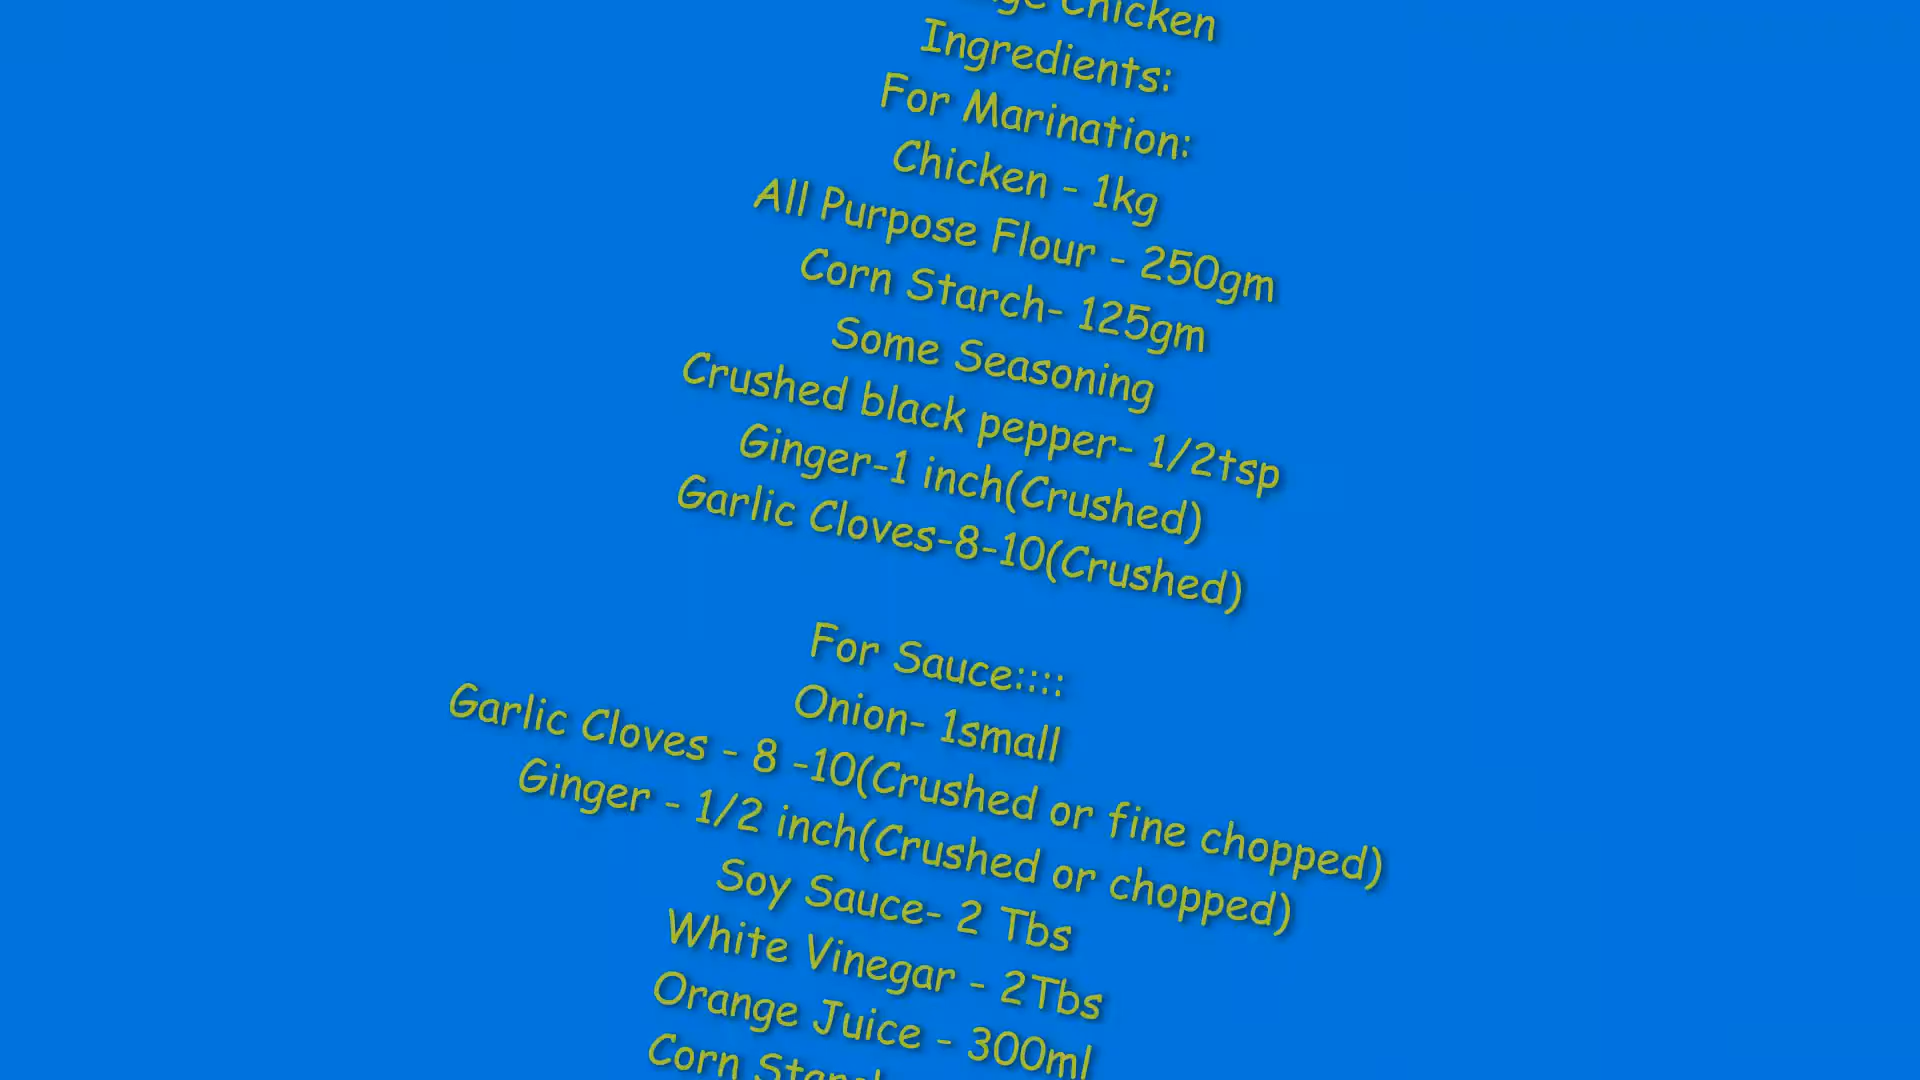 Chicken
Ingredients:
For Marination:
Chicken - 1kg
All Purpose Flour - 250gm
Corn Starch- 125gm
Some Seasoning
Crushed black pepper- 1/2tsp
Ginger-1 inch(Crushed)
Garlic Cloves-8-10(Crushed)
For Sauce::::
Onion- 1small
Garlic Cloves - 8 -10(Crushed or fine chopped)
Ginger - 1/2 inch(Crushed or chopped)
Soy Sauce- 2 Tbs
White Vinegar - 2Tbs
Orange Juice - 300ml
Corn